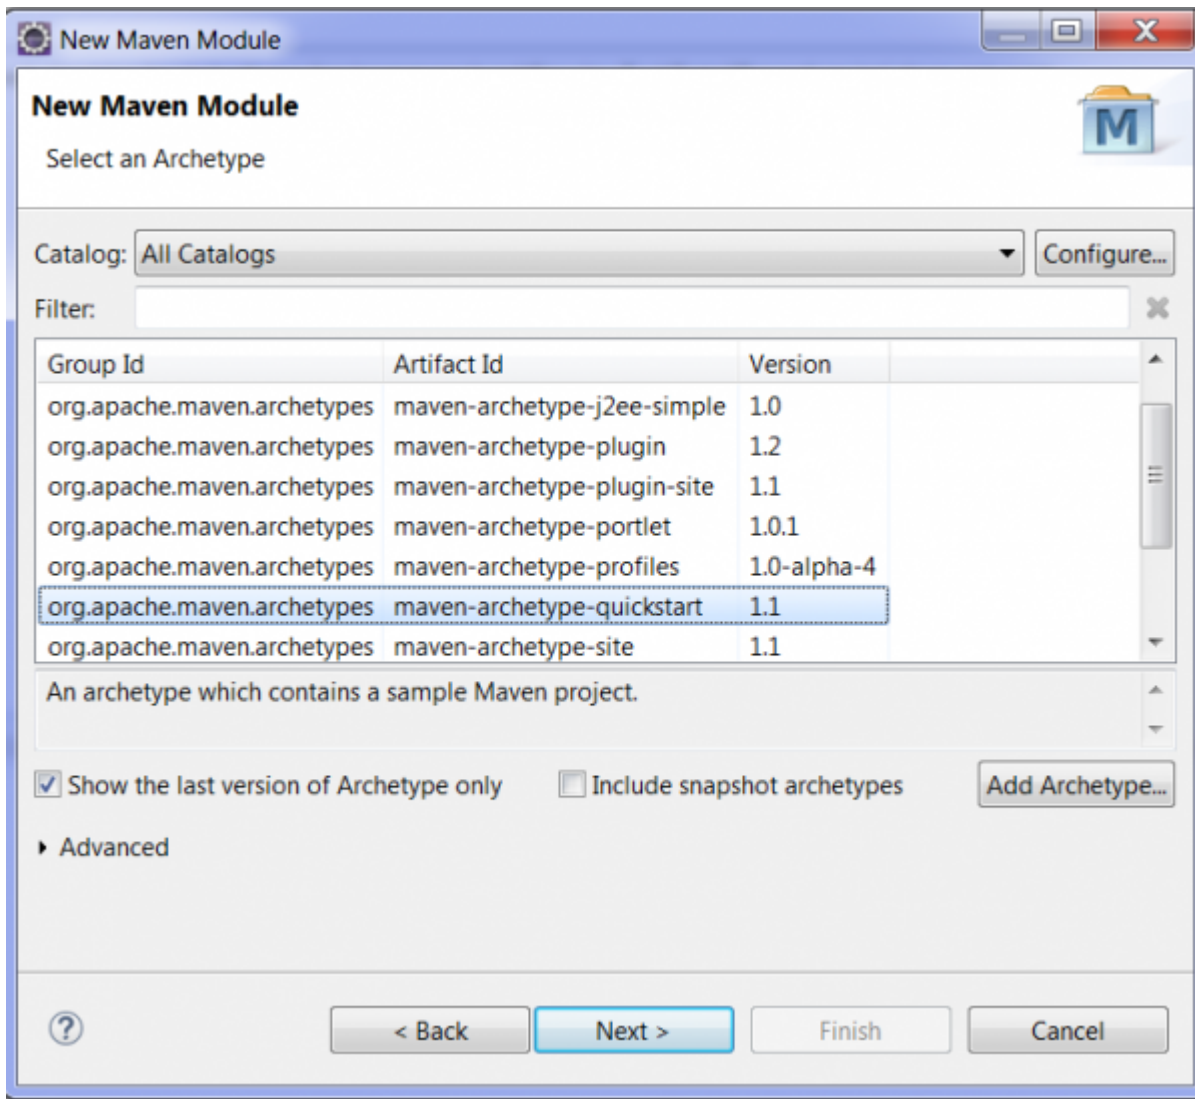 New Maven Module
New Maven Module
M
Select an Archetype
Catalog: All Catalogs Configure...
Filter:
Group Id Artifact Id Version
org.apache.maven.archetypes maven-archetype-j2ee-simple 1.0
org.apache.maven.archetypes maven-archetype-plugin 1.2
org.apache.maven.archetypes maven-archetype-plugin-site 1.1
org.apache.maven.archetypes maven-archetype-portlet 1.0.1
org.apache.maven.archetypes maven-archetype-profiles 1.0-alpha-4
org.apache.maven.archetypes maven-archetype-quickstart 1.1
org.apache.maven.archetypes maven-archetype-site 1.1
An archetype which contains a sample Maven project.
Show the last version of Archetype only Include snapshot archetypes Add Archetype...
Advanced
? < Back Next > Finish Cancel